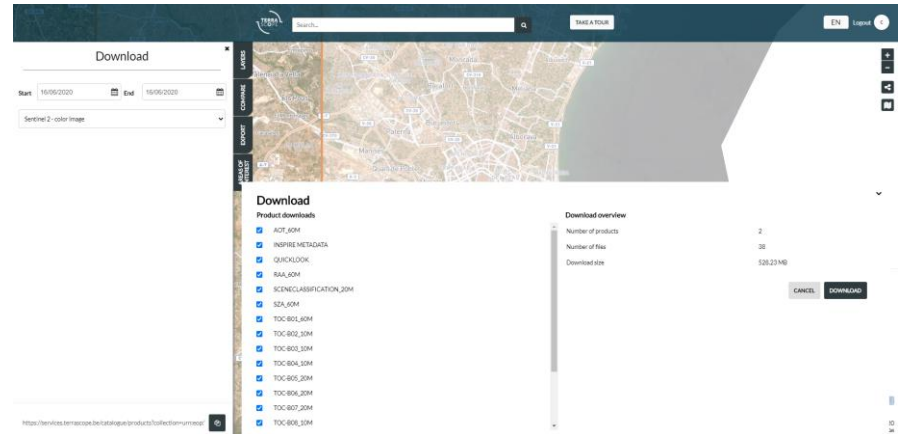 TERRA
SCOPE
Search...
TAKE A TOUR
EN
Logout
C
Download
Start
16/06/2020
End
16/06/2020
Sentinel 2 - color image
LAYERS
COMPARE
EXPORT
AREAS OF
INTEREST
Moncada
Paterna
Download
Product downloads
AOT_60M
INSPIRE METADATA
QUICKLOOK
RAA_60M
SCENECLASSIFICATION_20M
SZA_60M
TOC-B01_60M
TOC-B02_10M
TOC-B03_10M
TOC-B04_10M
TOC-B05_20M
TOC-B06_20M
TOC-B07_20M
TOC-B08_10M
Download overview
Number of products 2
Number of files 38
Download size 528.23 MB
CANCEL
DOWNLOAD
https://services.terrascope.be/catalogue/products?collection=urn:eop: